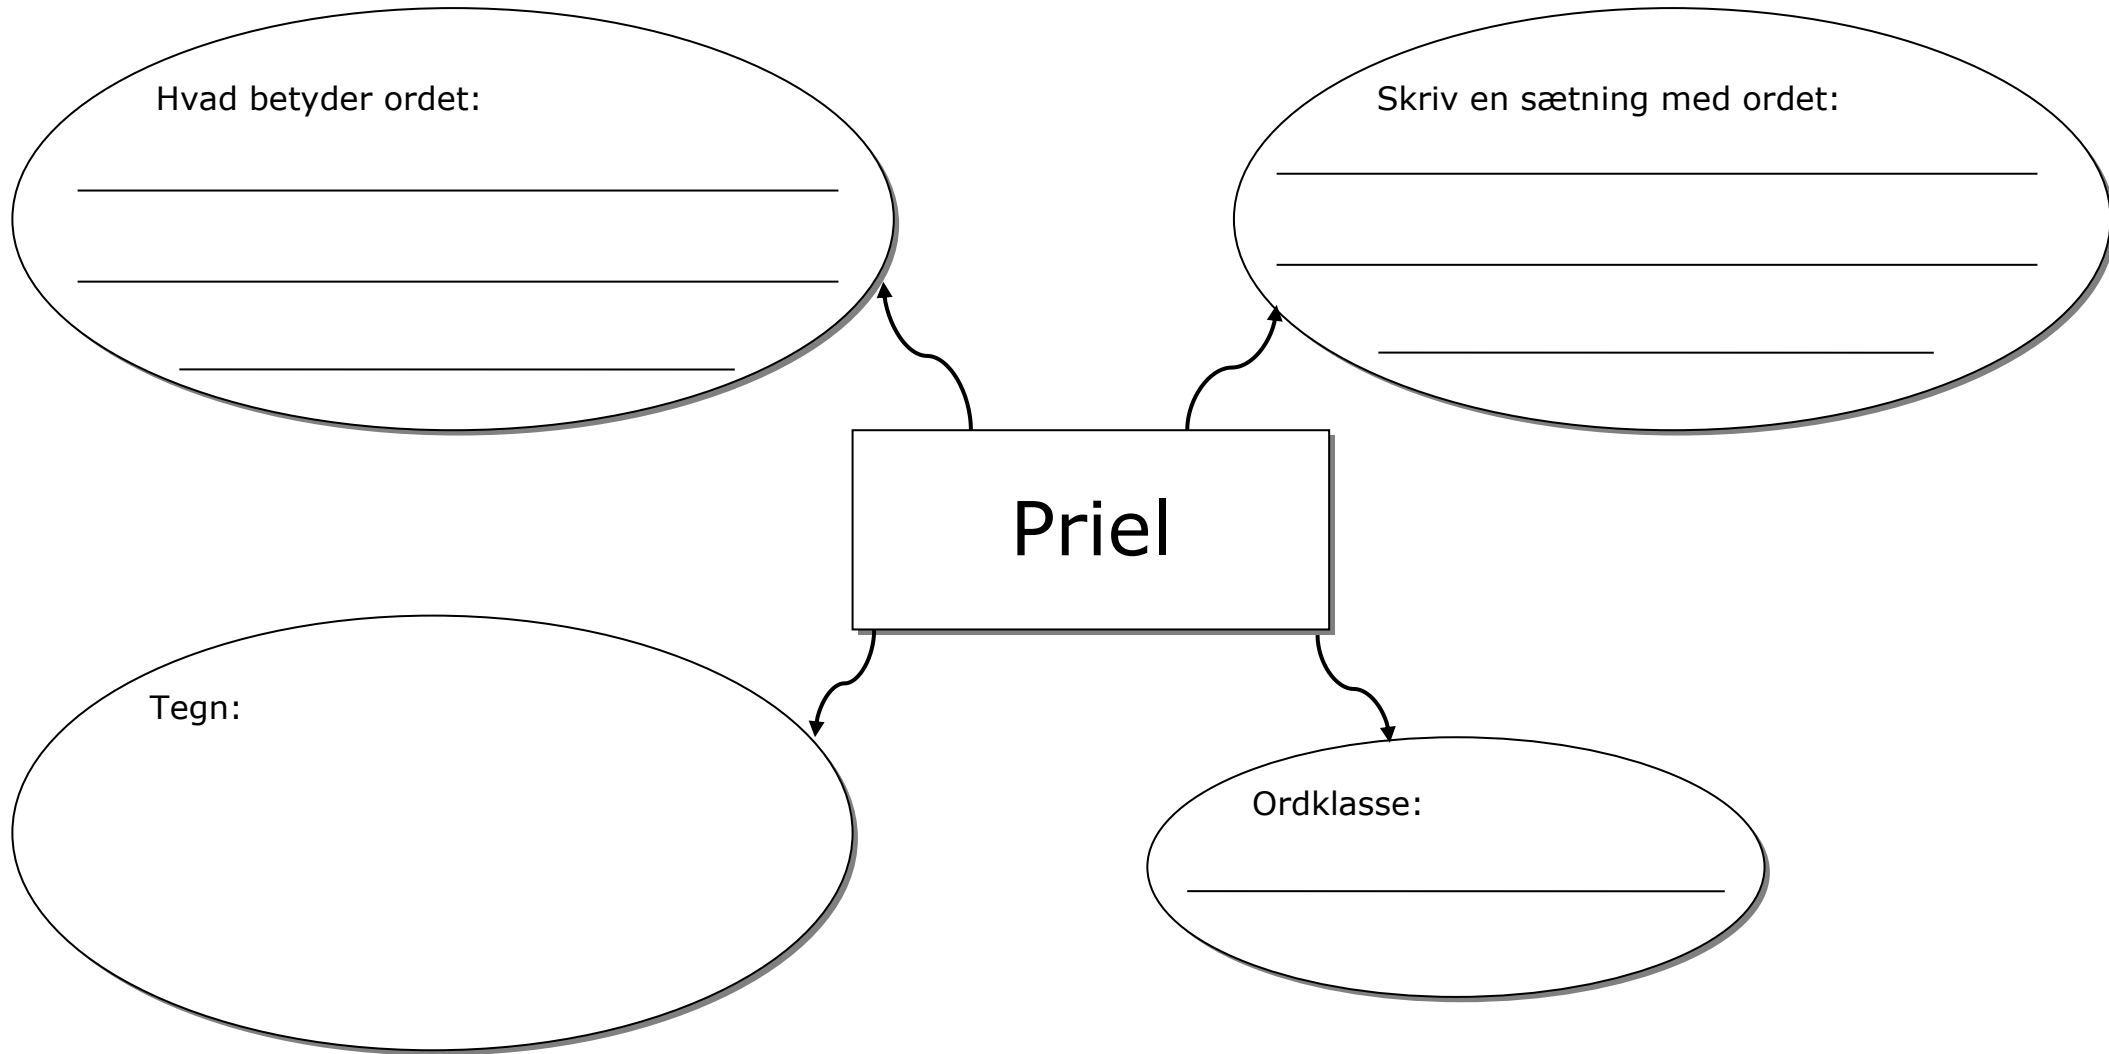 Hvad betyder ordet:
Skriv en sætning med ordet:
Priel
Tegn:
Ordklasse: